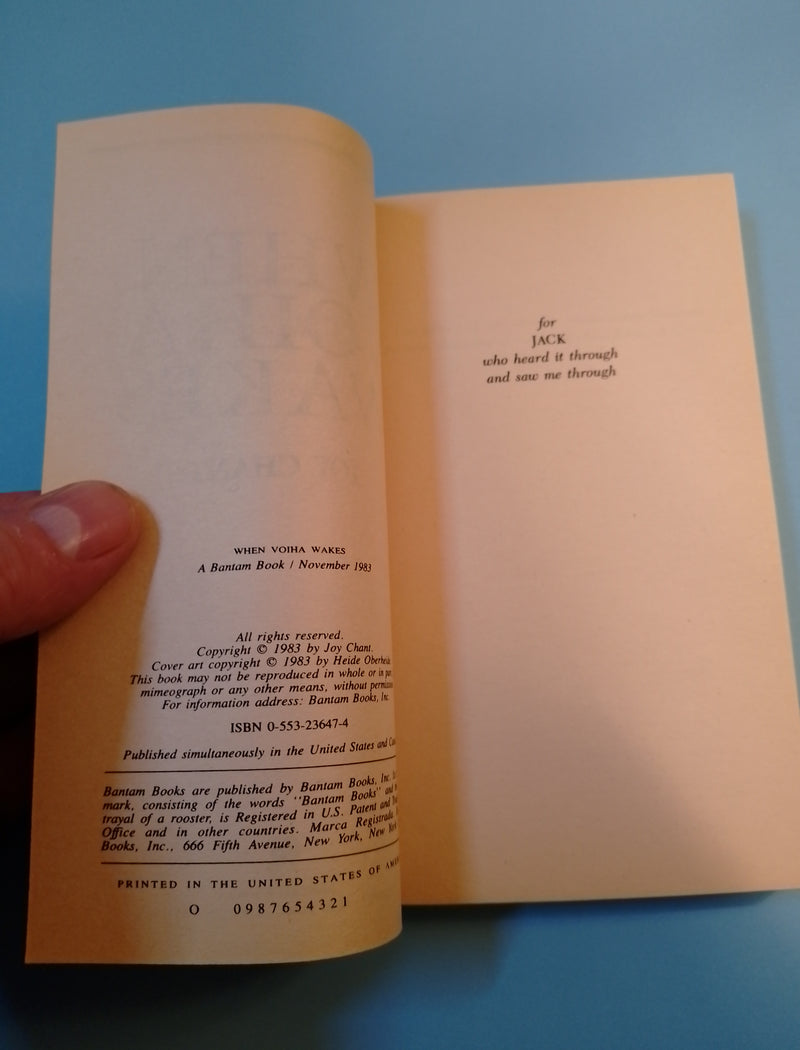 WHEN VOIHA WAKES
A Bantam Book / November 1983
All rights reserved.
Copyright © 1983 by Joy Chant.
Cover art copyright © 1983 by Heide
This book may not be reproduced in whole or in
mimeograph or any other means, without
For information address: Bantam Books, Inc.
ISBN 0-553-23647-4
Published simultaneously in the United States and
Bantam Books are published by Bantam Books, Inc.
mark, consisting of the words "Bantam Books" and
trayal of a rooster, is Registered in U.S. Patent and
Office and in other countries. Marca Registrada
Books, Inc., 666 Fifth Avenue, New York, New York
PRINTED IN THE UNITED STATES OF
O 0987654321
for
JACK
who heard it through
and saw me through